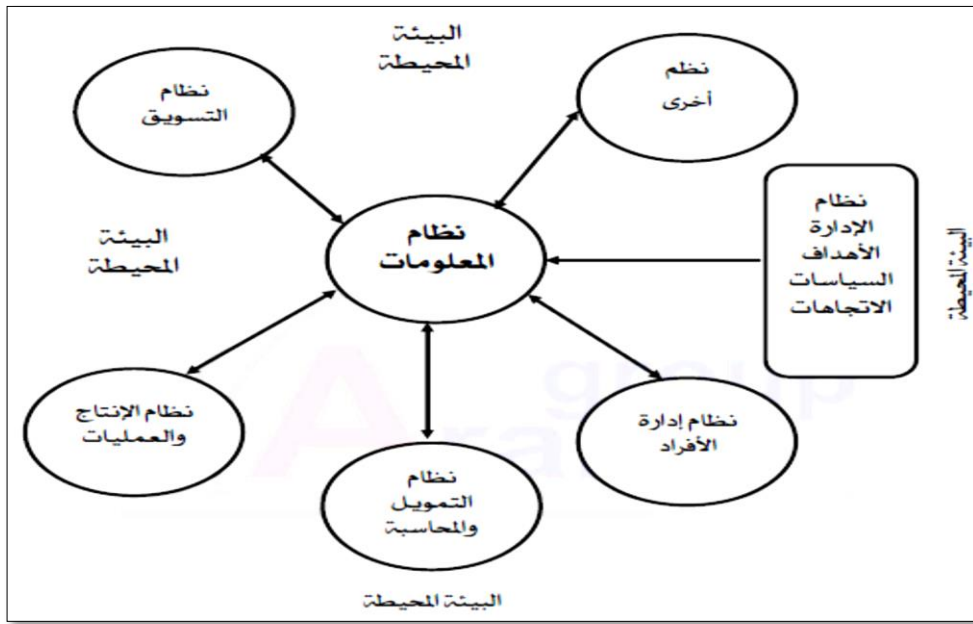 البيئة
المحيطة
نظم
أخرى
نظام
التسويق
نظام
الإدارة
الأهداف
السياسات
الاتجاهات
البيئة المحيطة
نظام
المعلومات
البيئة
المحيطة
نظام إدارة
الأفراد
نظام الإنتاج
والعمليات
نظام
التمويل
والمحاسبة
البيئة المحيطة
group